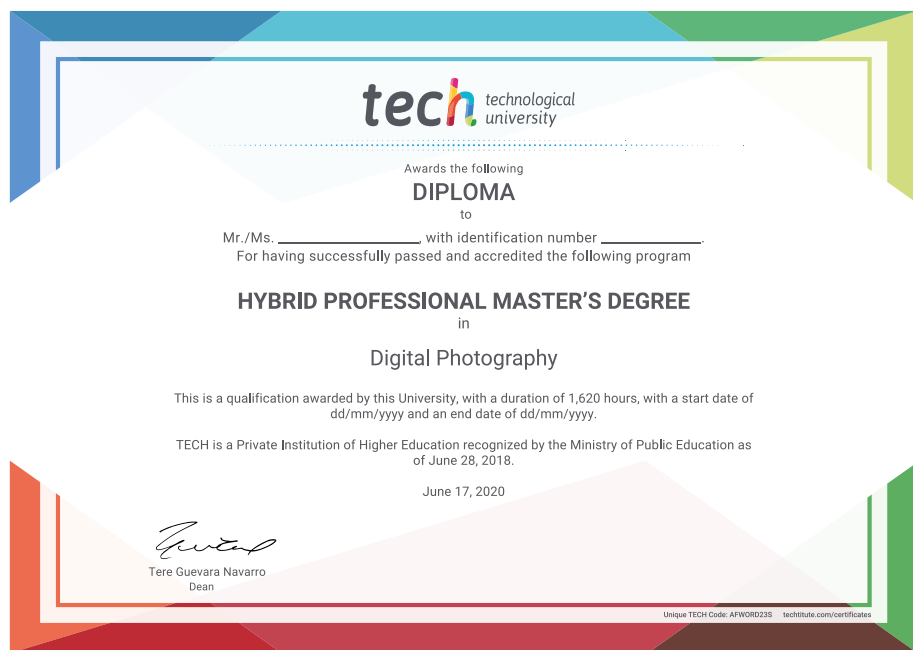 tech technological
university
Awards the following
DIPLOMA
to
Mr./Ms. ____________, with identification number ____________.
For having successfully passed and accredited the following program
HYBRID PROFESSIONAL MASTER'S DEGREE
in
Digital Photography
This is a qualification awarded by this University, with a duration of 1,620 hours, with a start date of
dd/mm/yyyy and an end date of dd/mm/yyyy.
TECH is a Private Institution of Higher Education recognized by the Ministry of Public Education as
of June 28, 2018.
June 17, 2020
Tere Guevara Navarro
Dean
Unique TECH Code: AFWORD23S techtitute.com/certificates